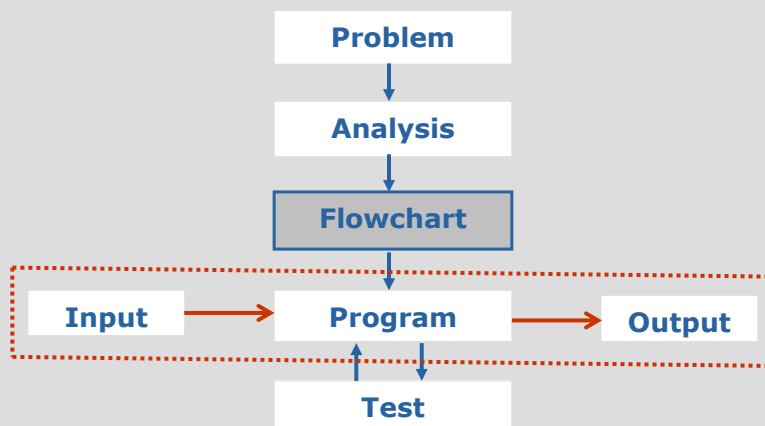 Problem
Analysis
Flowchart
Input
Program
Output
Test